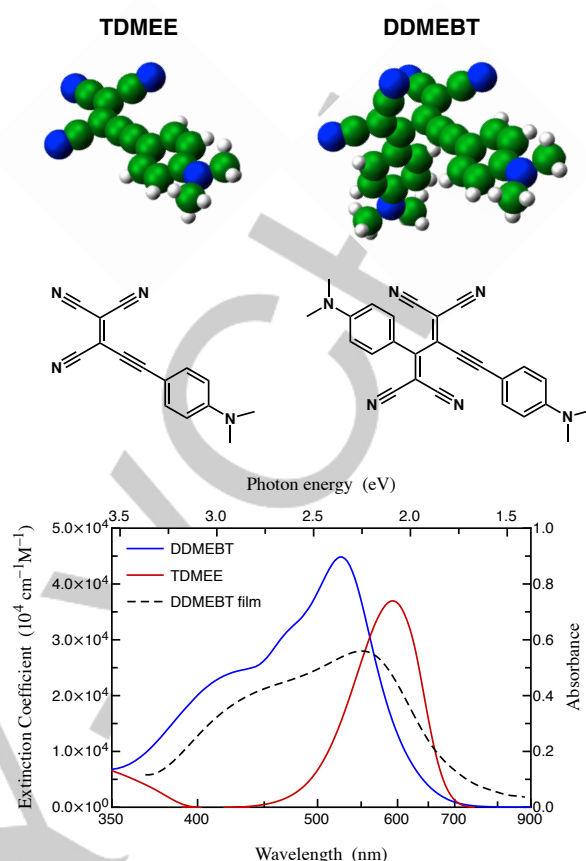 TDMEE DDMEBT
N N N N
N
N N
N N
N N
Photon energy (eV)
3.5 3.0 2.5 2.0 1.5
Extinction Coefficient (10⁴ cm⁻¹M⁻¹)
5.0×10⁴
4.0×10⁴
3.0×10⁴
2.0×10⁴
1.0×10⁴
0.0×10⁰
DDMEBT
TDMEE
DDMEBT film
1.0
0.8
0.6
0.4
0.2
0.0
Absorbance
350 400 500 600 700 900
Wavelength (nm)